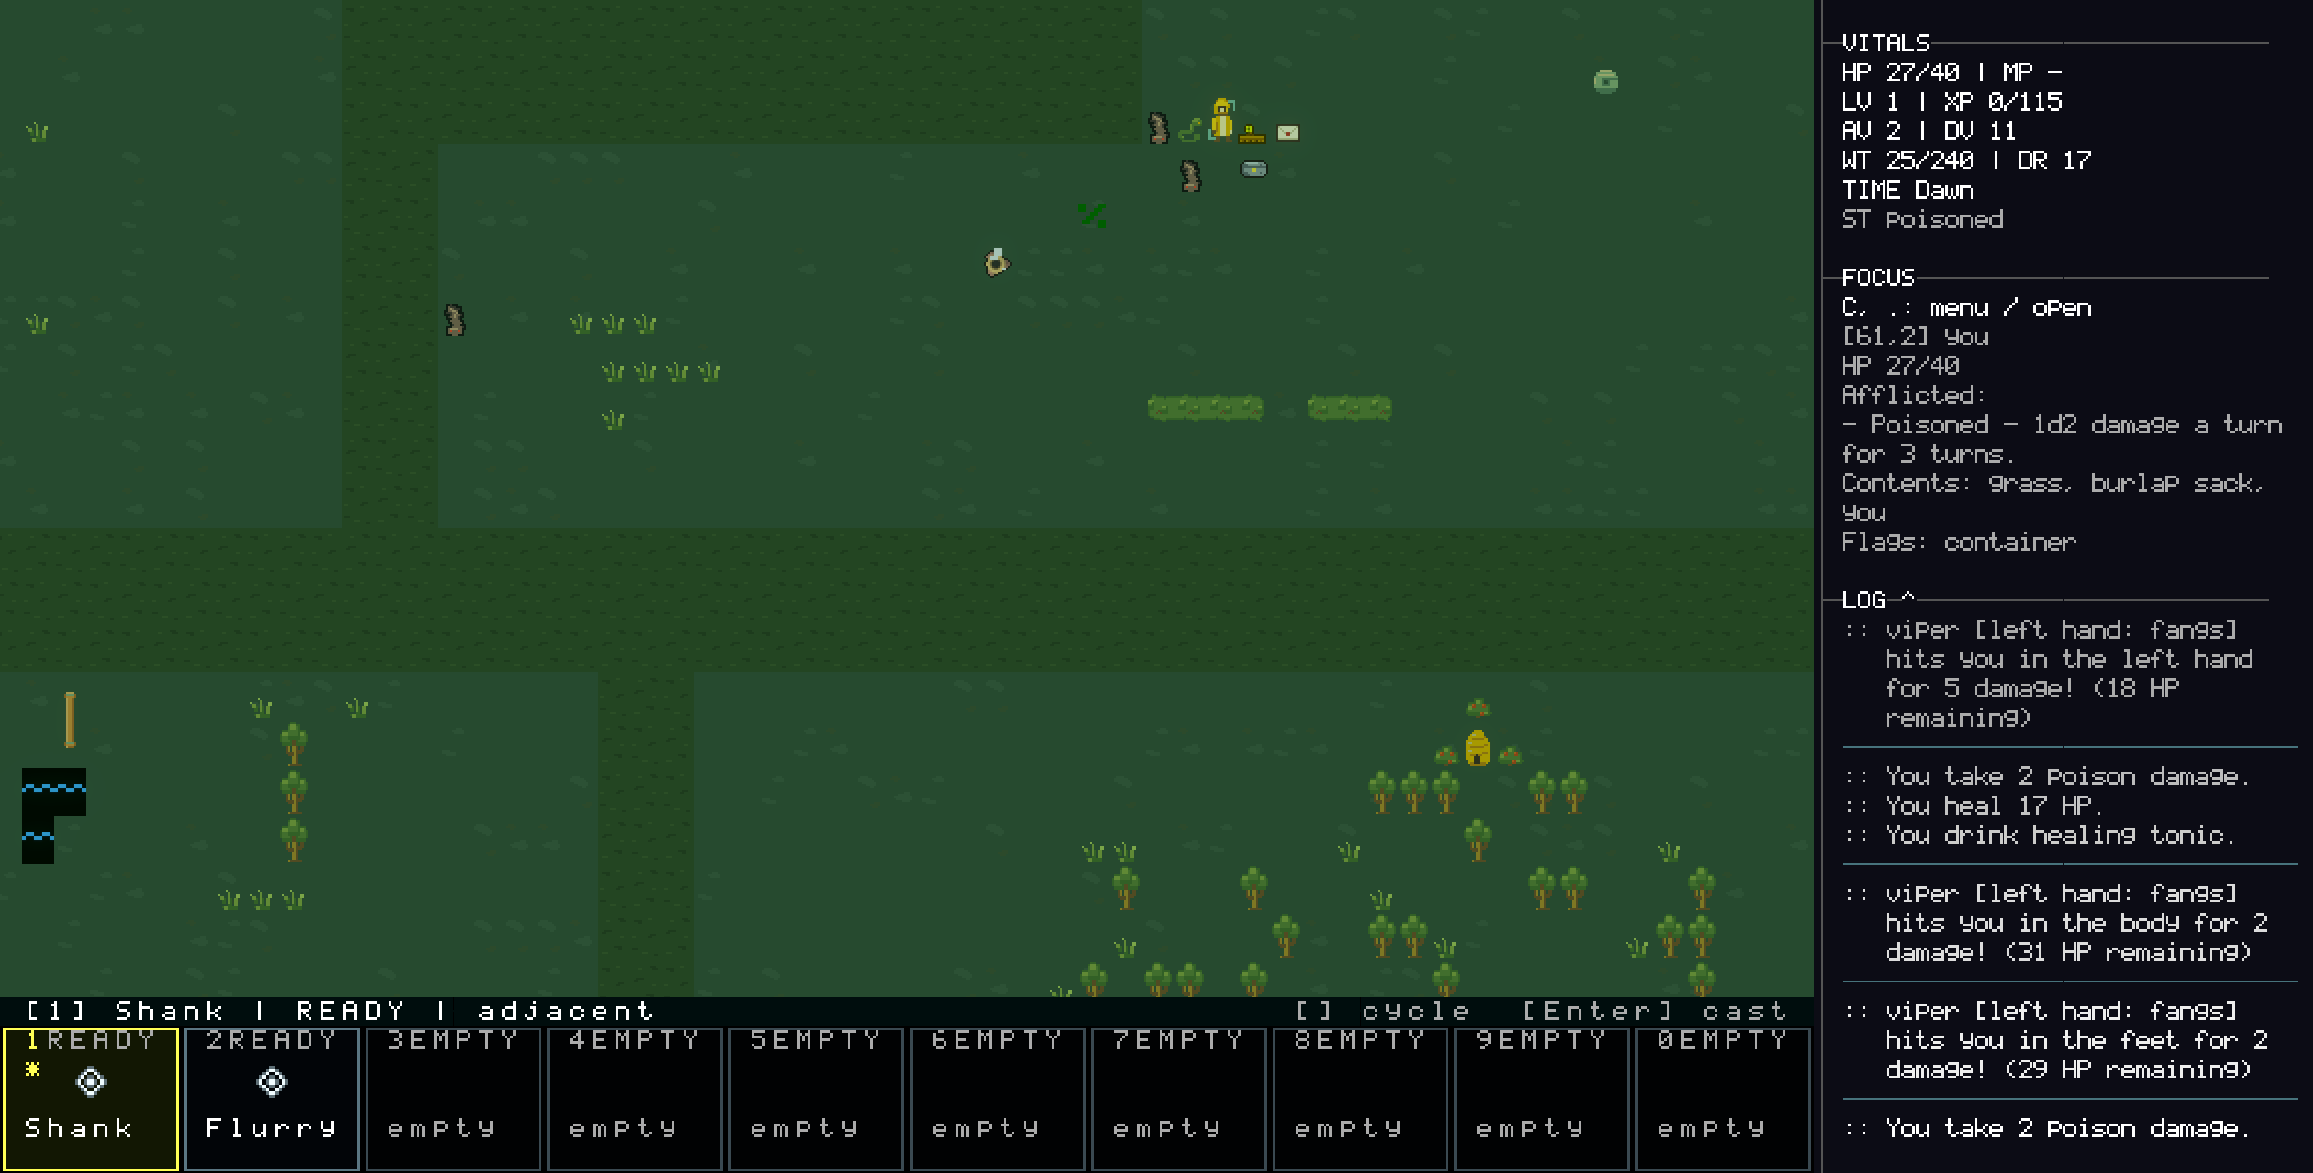 VITALS
HP 27/40 | MP -
LV 1 | XP 0/115
AV 2 | DV 11
WT 25/240 | DR 17
TIME Dawn
ST Poisoned
FOCUS
C, .: menu / open
[61,2] You
HP 27/40
Afflicted:
- Poisoned - 1d2 damage a turn
for 3 turns.
Contents: grass, burlap sack,
You
Flags: container
LOG ^
:: viper [left hand: fangs]
hits you in the left hand
for 5 damage! (18 HP
remaining)
:: You take 2 poison damage.
:: You heal 17 HP.
:: You drink healing tonic.
:: viper [left hand: fangs]
hits you in the body for 2
damage! (31 HP remaining)
:: viper [left hand: fangs]
hits you in the feet for 2
damage! (29 HP remaining)
:: You take 2 poison damage.
[1] Shank | READY | adjacent [] cycle [Enter] cast
1READY 2READY 3EMPTY 4EMPTY 5EMPTY 6EMPTY 7EMPTY 8EMPTY 9EMPTY 0EMPTY
Shank Flurry empty empty empty empty empty empty empty empty